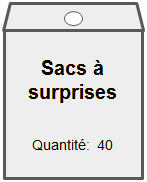 Sacs à
surprises
Quantité: 40